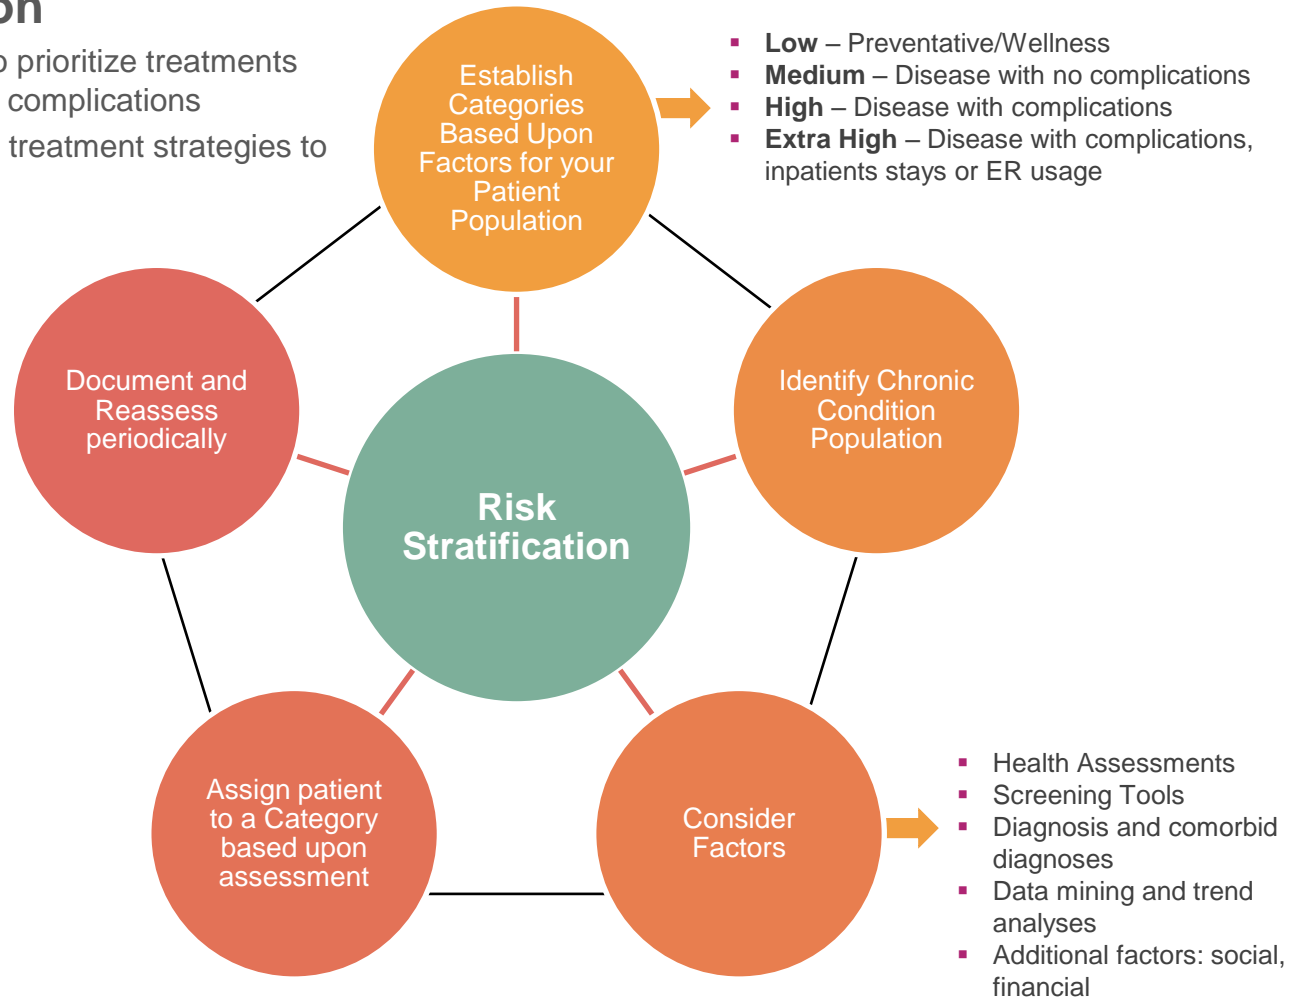 on
o prioritize treatments
complications
treatment strategies to
Establish
Categories
Based Upon
Factors for your
Patient
Population
▪ Low – Preventative/Wellness
▪ Medium – Disease with no complications
▪ High – Disease with complications
▪ Extra High – Disease with complications,
inpatients stays or ER usage
Identify Chronic
Condition
Population
Document and
Reassess
periodically
Risk
Stratification
Consider
Factors
▪ Health Assessments
▪ Screening Tools
▪ Diagnosis and comorbid
diagnoses
▪ Data mining and trend
analyses
▪ Additional factors: social,
financial
Assign patient
to a Category
based upon
assessment